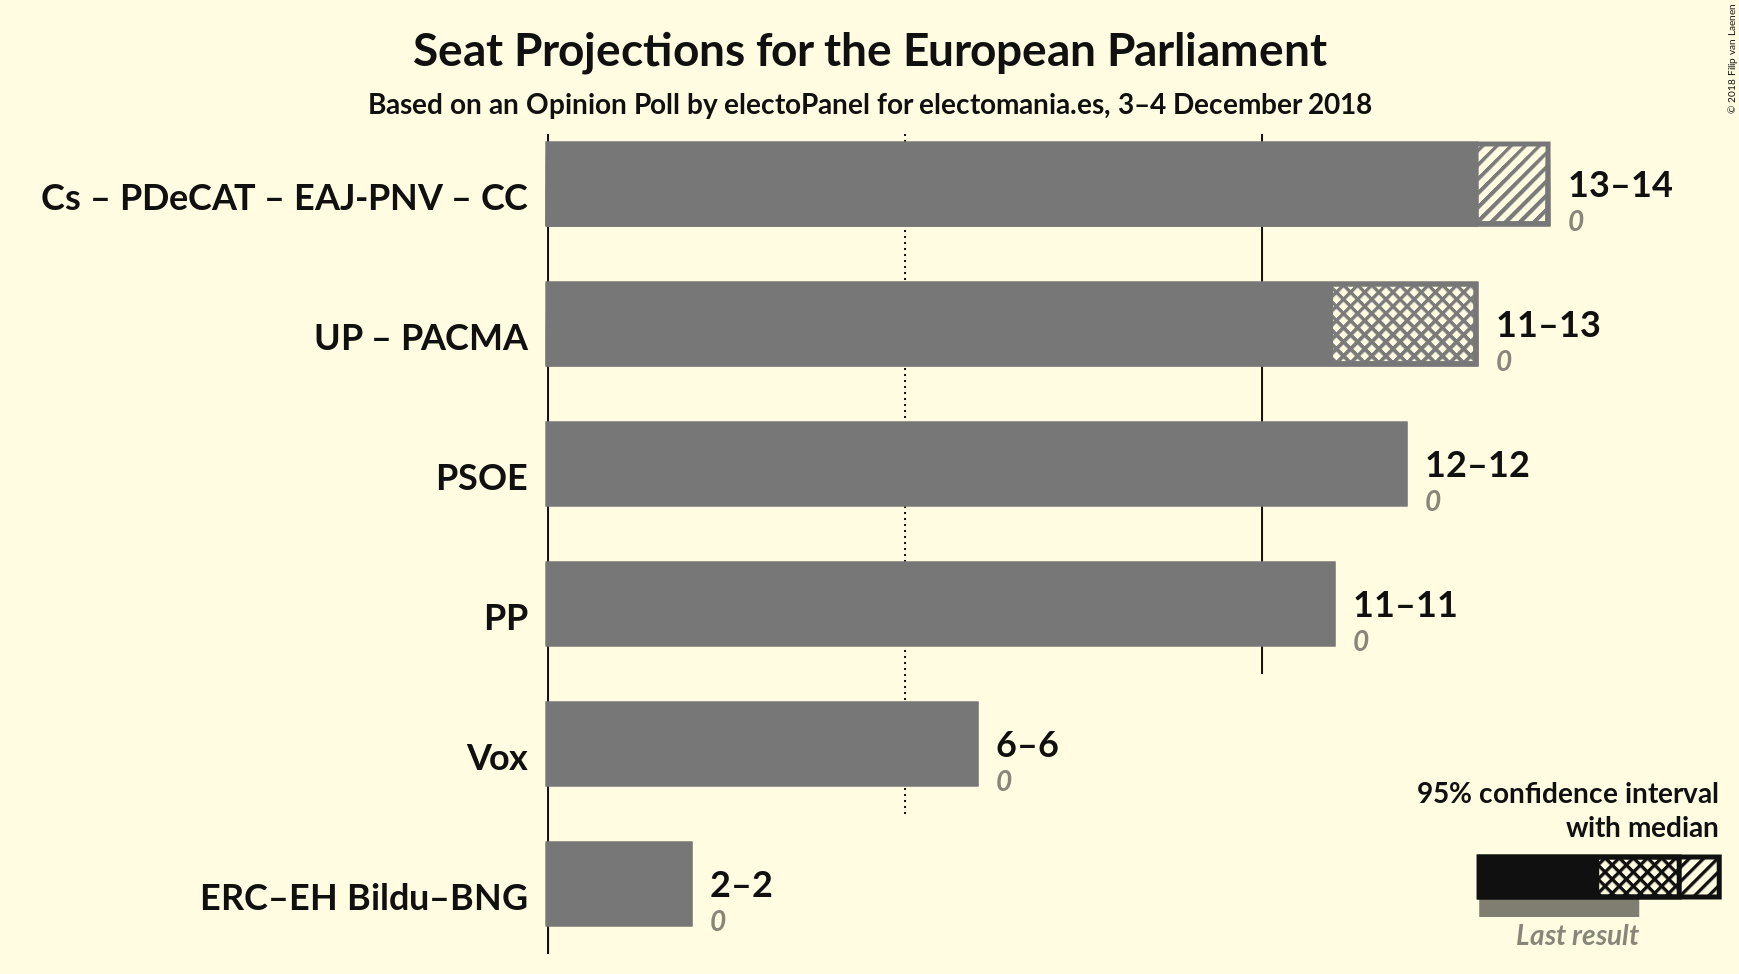 Seat Projections for the European Parliament
Based on an Opinion Poll by electoPanel for electomania.es, 3–4 December 2018
© 2018 Filip van Laenen
Cs – PDeCAT – EAJ-PNV – CC
13–14
0
UP – PACMA
11–13
0
PSOE
12–12
0
PP
11–11
0
Vox
6–6
0
ERC–EH Bildu–BNG
2–2
0
95% confidence interval
with median
Last result